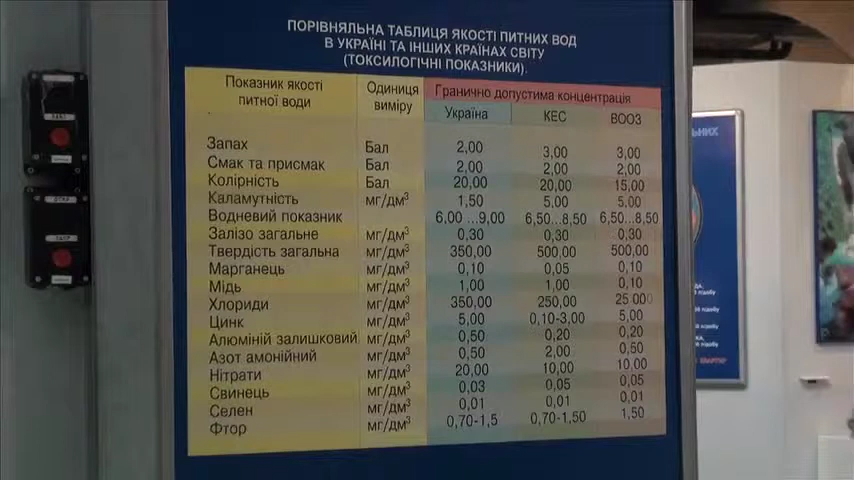 ПОРІВНЯЛЬНА ТАБЛИЦЯ ЯКОСТІ ПИТНИХ ВОД
В УКРАЇНІ ТА ІНШИХ КРАЇНАХ СВІТУ
(ТОКСИЛОГІЧНІ ПОКАЗНИКИ).
Показник якості питної води Одиниця виміру Гранично допустима концентрація
Україна КЕС ВООЗ
Запах Бал 2,00 3,00 3,00
Смак та присмак Бал 2,00 2,00 2,00
Колірність Бал 20,00 20,00 15,00
Каламутність мг/дм³ 1,50 5,00 5,00
Водневий показник 6,00 ...9,00 6,50...8,50 6,50...8,50
Залізо загальне мг/дм³ 0,30 0,30 0,30
Твердість загальна мг/дм³ 350,00 500,00 500,00
Марганець мг/дм³ 0,10 0,05 0,10
Мідь мг/дм³ 1,00 1,00 0,10
Хлориди мг/дм³ 350,00 250,00 25 000
Цинк мг/дм³ 5,00 0,10-3,00 5,00
Алюміній залишковий мг/дм³ 0,50 0,20 0,20
Азот амонійний мг/дм³ 0,50 2,00 0,50
Нітрати мг/дм³ 20,00 10,00 10,00
Свинець мг/дм³ 0,03 0,05 0,05
Селен мг/дм³ 0,01 0,01 0,01
Фтор мг/дм³ 0,70-1,5 0,70-1,50 1,50